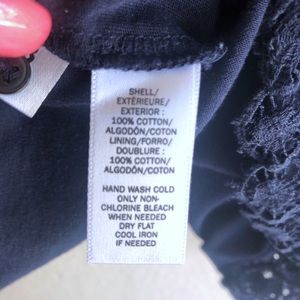 SHELL/
EXTÉRIEURE/
EXTERIOR :
100% COTTON/
ALGODÓN/COTON
LINING/FORRO/
DOUBLURE :
100% COTTON/
ALGODÓN/COTON
HAND WASH COLD
ONLY NON-
CHLORINE BLEACH
WHEN NEEDED
DRY FLAT
COOL IRON
IF NEEDED